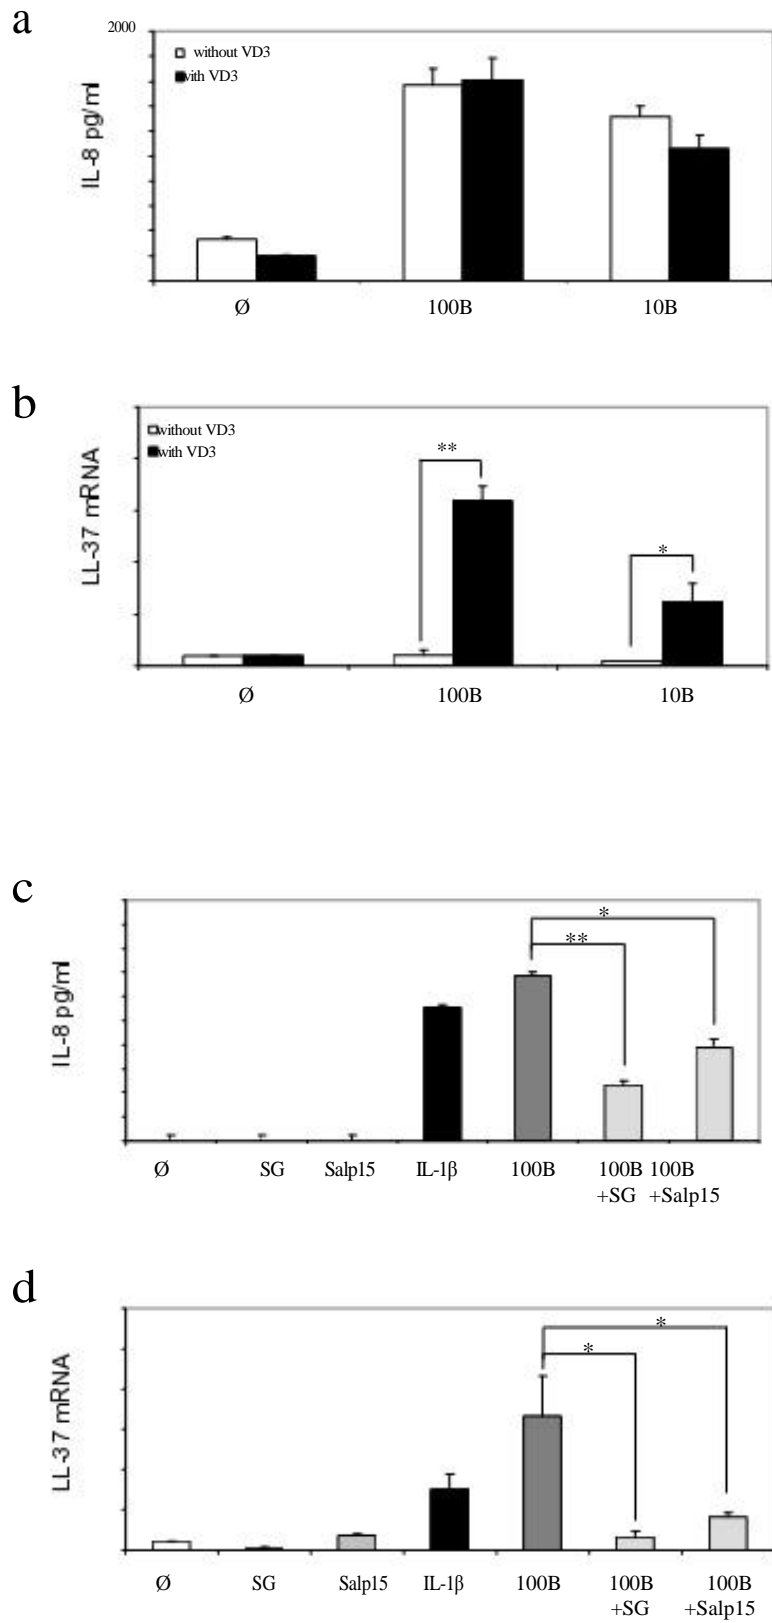 a
2000
without VD3
with VD3
IL-8 pg/ml
Ø 100B 10B
b
without VD3
with VD3
LL-37 mRNA
**
*
Ø 100B 10B
c
IL-8 pg/ml
*
**
Ø SG Salp15 IL-1β 100B 100B 100B
+SG +Salp15
d
LL-37 mRNA
*
*
Ø SG Salp15 IL-1β 100B 100B 100B
+SG +Salp15